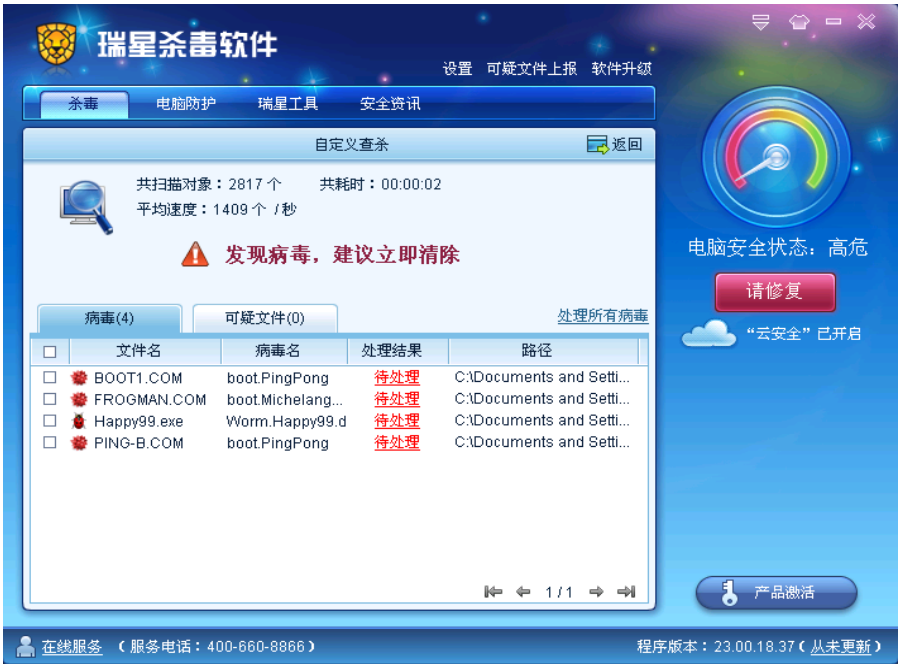 瑞星杀毒软件
设置 可疑文件上报 软件升级
杀毒 电脑防护 瑞星工具 安全资讯
自定义查杀 返回
共扫描对象：2817 个 共耗时：00:00:02
平均速度：1409 个 /秒
发现病毒，建议立即清除
病毒(4) 可疑文件(0) 处理所有病毒
文件名 病毒名 处理结果 路径
BOOT1.COM boot.PingPong 待处理 C:\Documents and Setti...
FROGMAN.COM boot.Michelang... 待处理 C:\Documents and Setti...
Happy99.exe Worm.Happy99.d 待处理 C:\Documents and Setti...
PING-B.COM boot.PingPong 待处理 C:\Documents and Setti...
1/1
电脑安全状态：高危
请修复
“云安全”已开启
产品激活
在线服务 （服务电话：400-660-8866） 程序版本：23.00.18.37（从未更新）